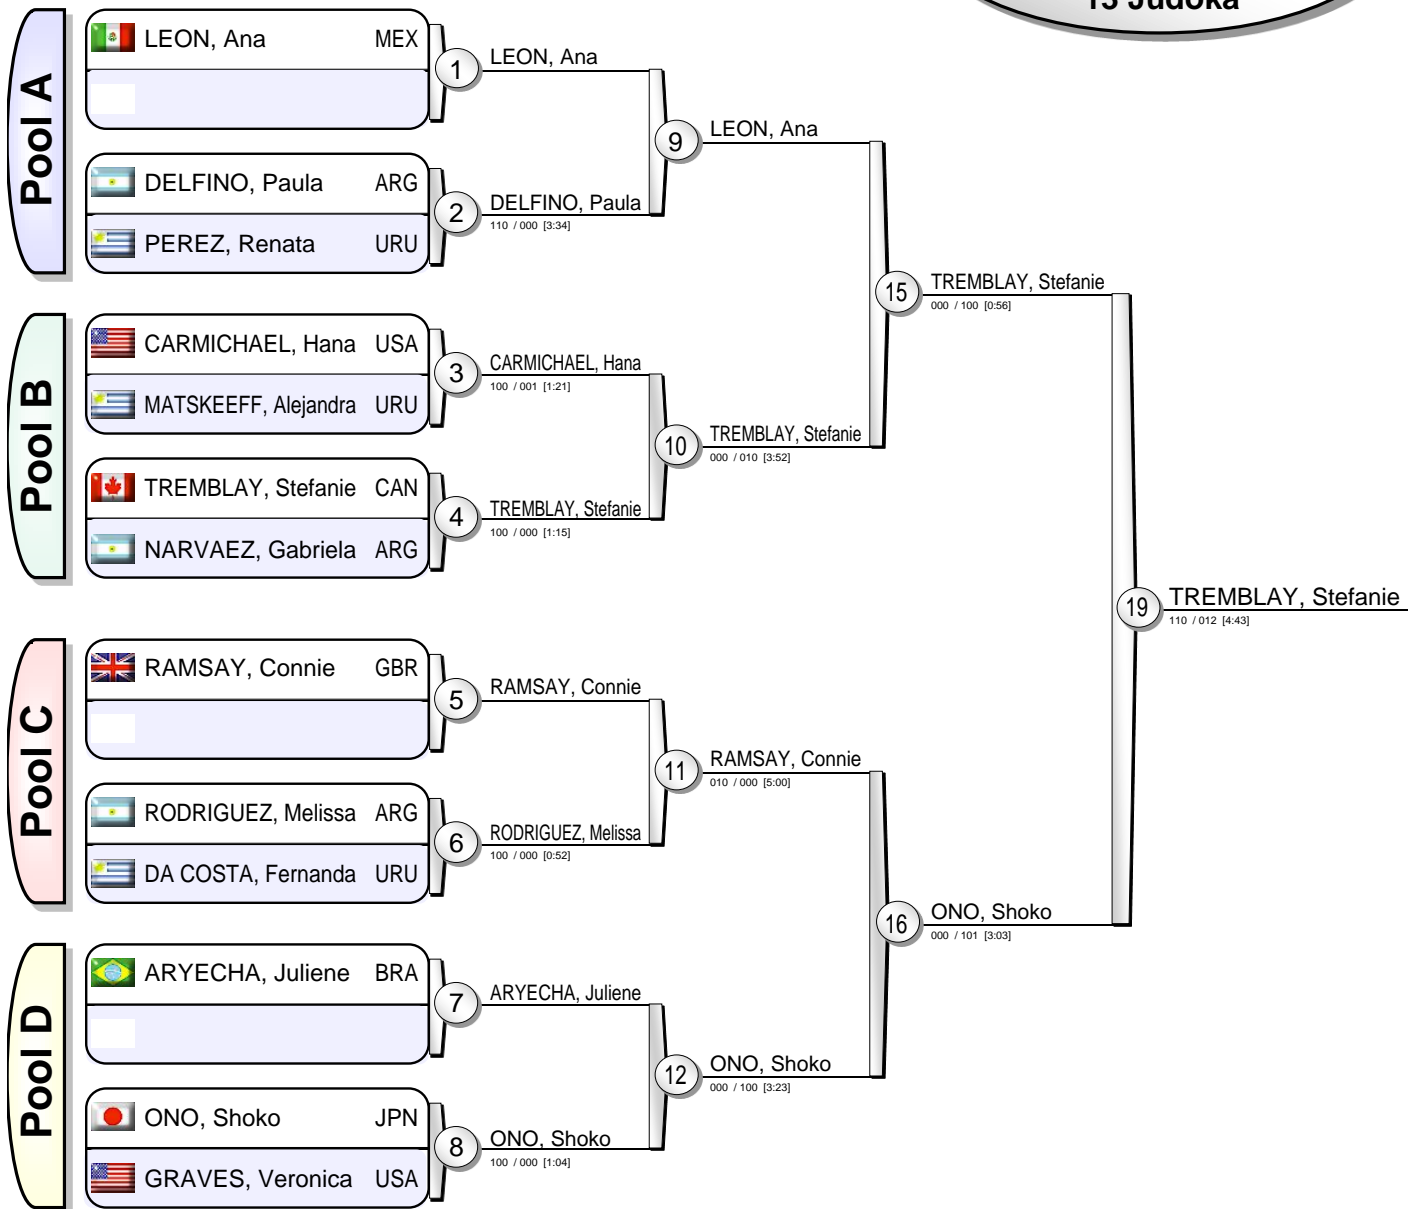 13 Judoka
Pool A
LEON, Ana MEX
DELFINO, Paula ARG
PEREZ, Renata URU
1
LEON, Ana
2
DELFINO, Paula
110 / 000 [3:34]
9
LEON, Ana
Pool B
CARMICHAEL, Hana USA
MATSKEEFF, Alejandra URU
TREMBLAY, Stefanie CAN
NARVAEZ, Gabriela ARG
3
CARMICHAEL, Hana
100 / 001 [1:21]
4
TREMBLAY, Stefanie
100 / 000 [1:15]
10
TREMBLAY, Stefanie
000 / 010 [3:52]
15
TREMBLAY, Stefanie
000 / 100 [0:56]
Pool C
RAMSAY, Connie GBR
RODRIGUEZ, Melissa ARG
DA COSTA, Fernanda URU
5
RAMSAY, Connie
6
RODRIGUEZ, Melissa
100 / 000 [0:52]
11
RAMSAY, Connie
010 / 000 [5:00]
Pool D
ARYECHA, Juliene BRA
ONO, Shoko JPN
GRAVES, Veronica USA
7
ARYECHA, Juliene
8
ONO, Shoko
100 / 000 [1:04]
12
ONO, Shoko
000 / 100 [3:23]
16
ONO, Shoko
000 / 101 [3:03]
19
TREMBLAY, Stefanie
110 / 012 [4:43]